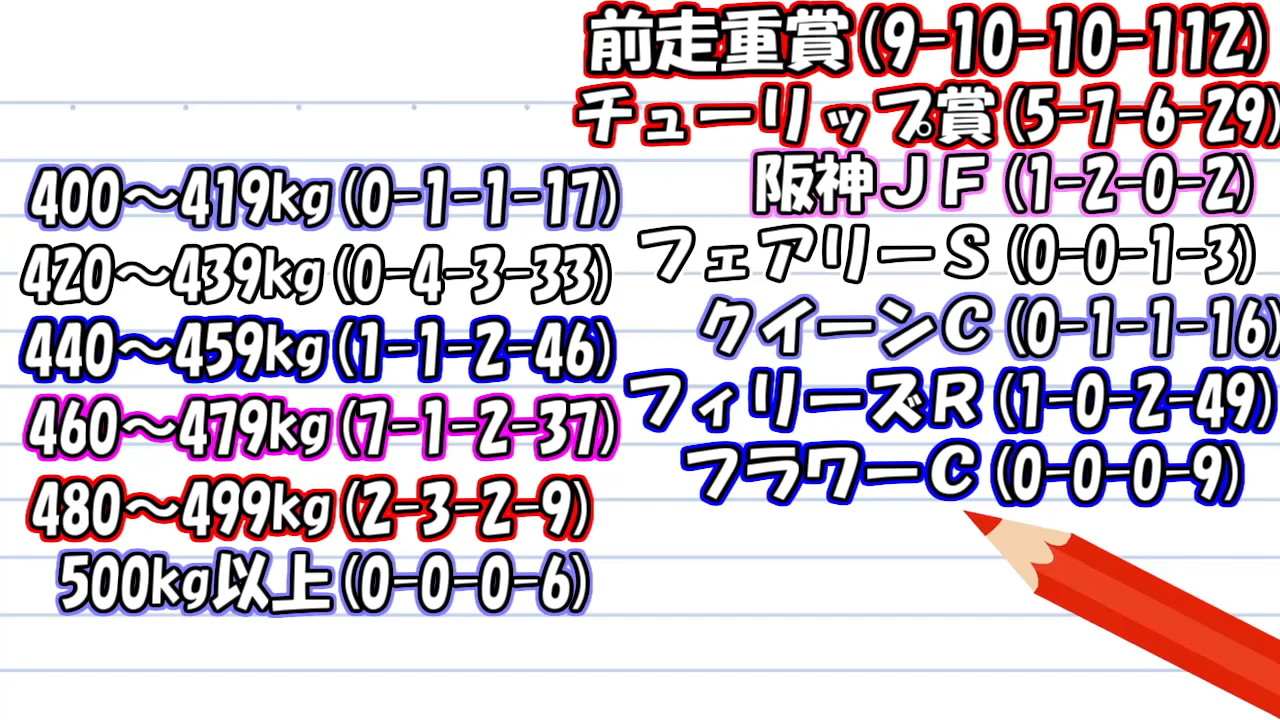 400～419kg(0-1-1-17)
420～439kg(0-4-3-33)
440～459kg(1-1-2-46)
460～479kg(7-1-2-37)
480～499kg(2-3-2-9)
500kg以上(0-0-0-6)
前走重賞(9-10-10-112)
チューリップ賞(5-7-6-29)
阪神ＪＦ(1-2-0-2)
フェアリーＳ(0-0-1-3)
クイーンＣ(0-1-1-16)
フィリーズＲ(1-0-2-49)
フラワーＣ(0-0-0-9)